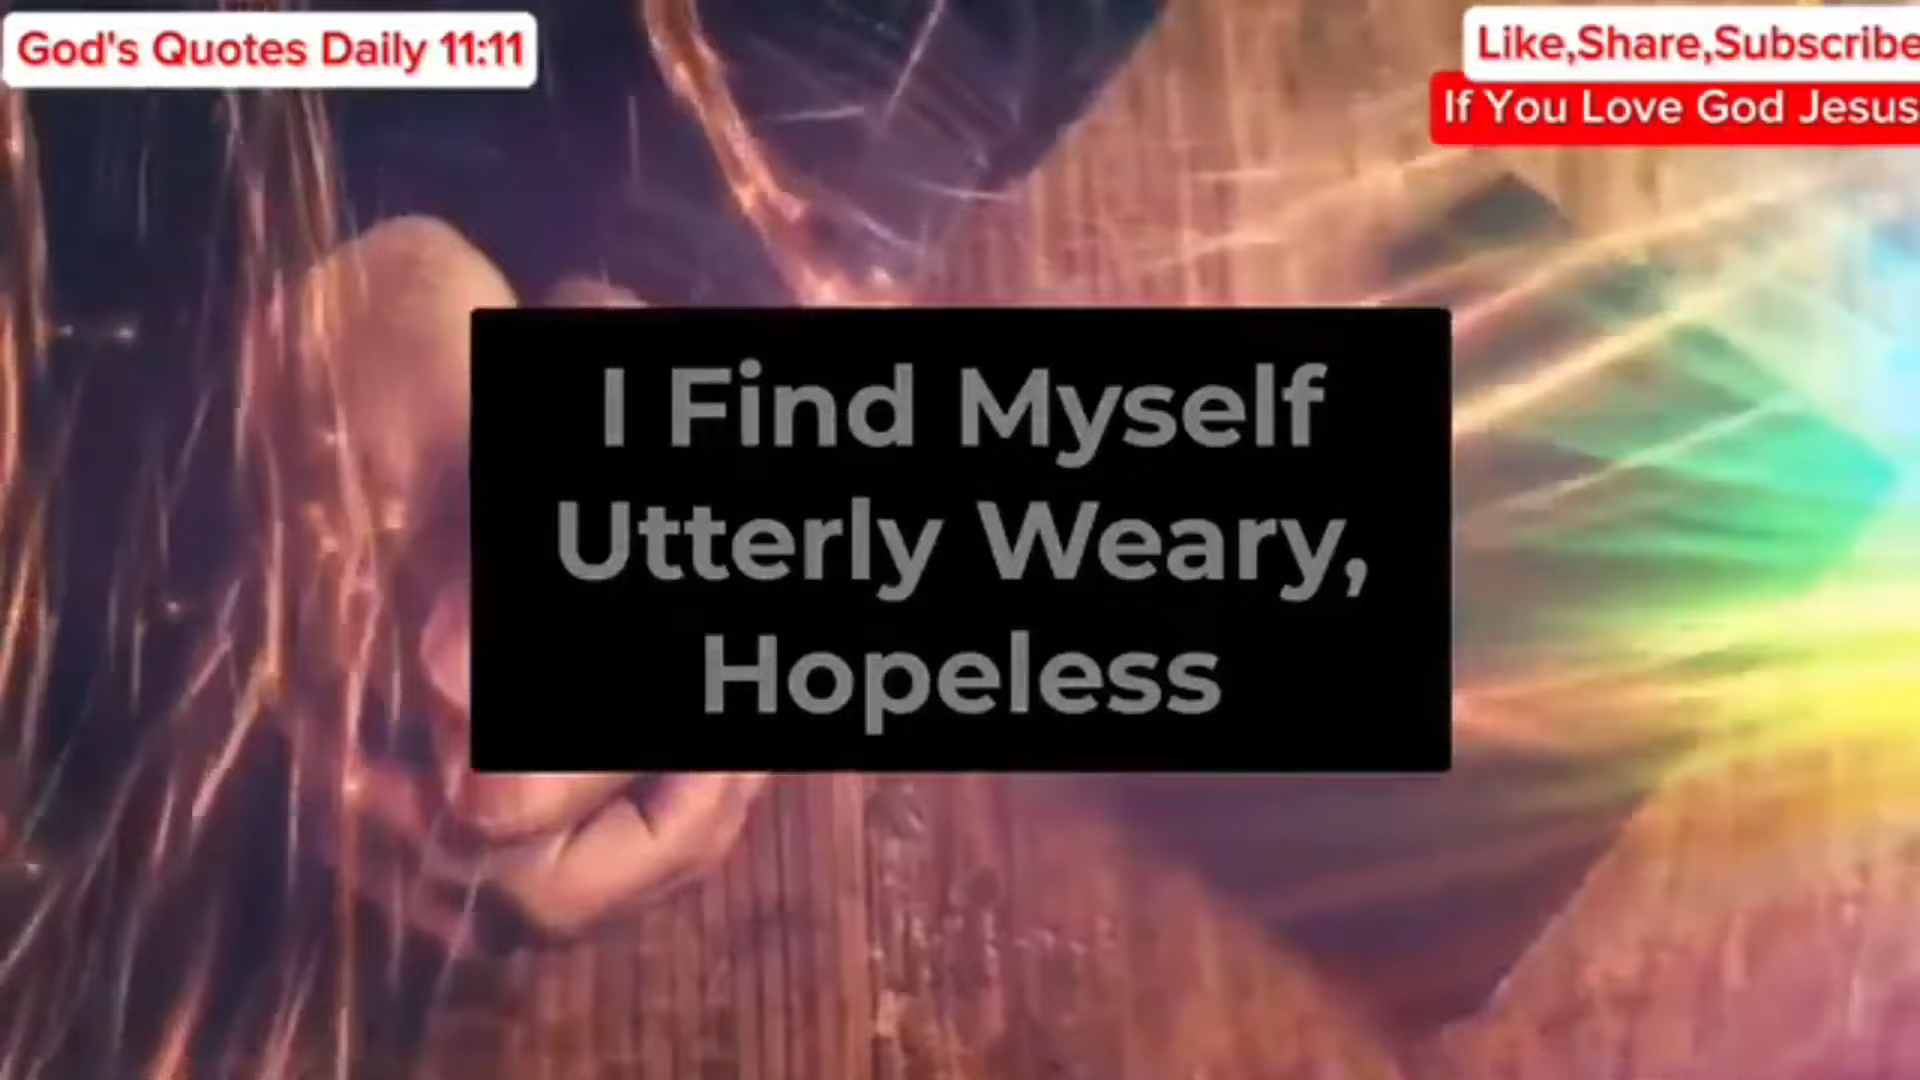 God's Quotes Daily 11:11
Like,Share,Subscribe
If You Love God Jesus
I Find Myself
Utterly Weary,
Hopeless